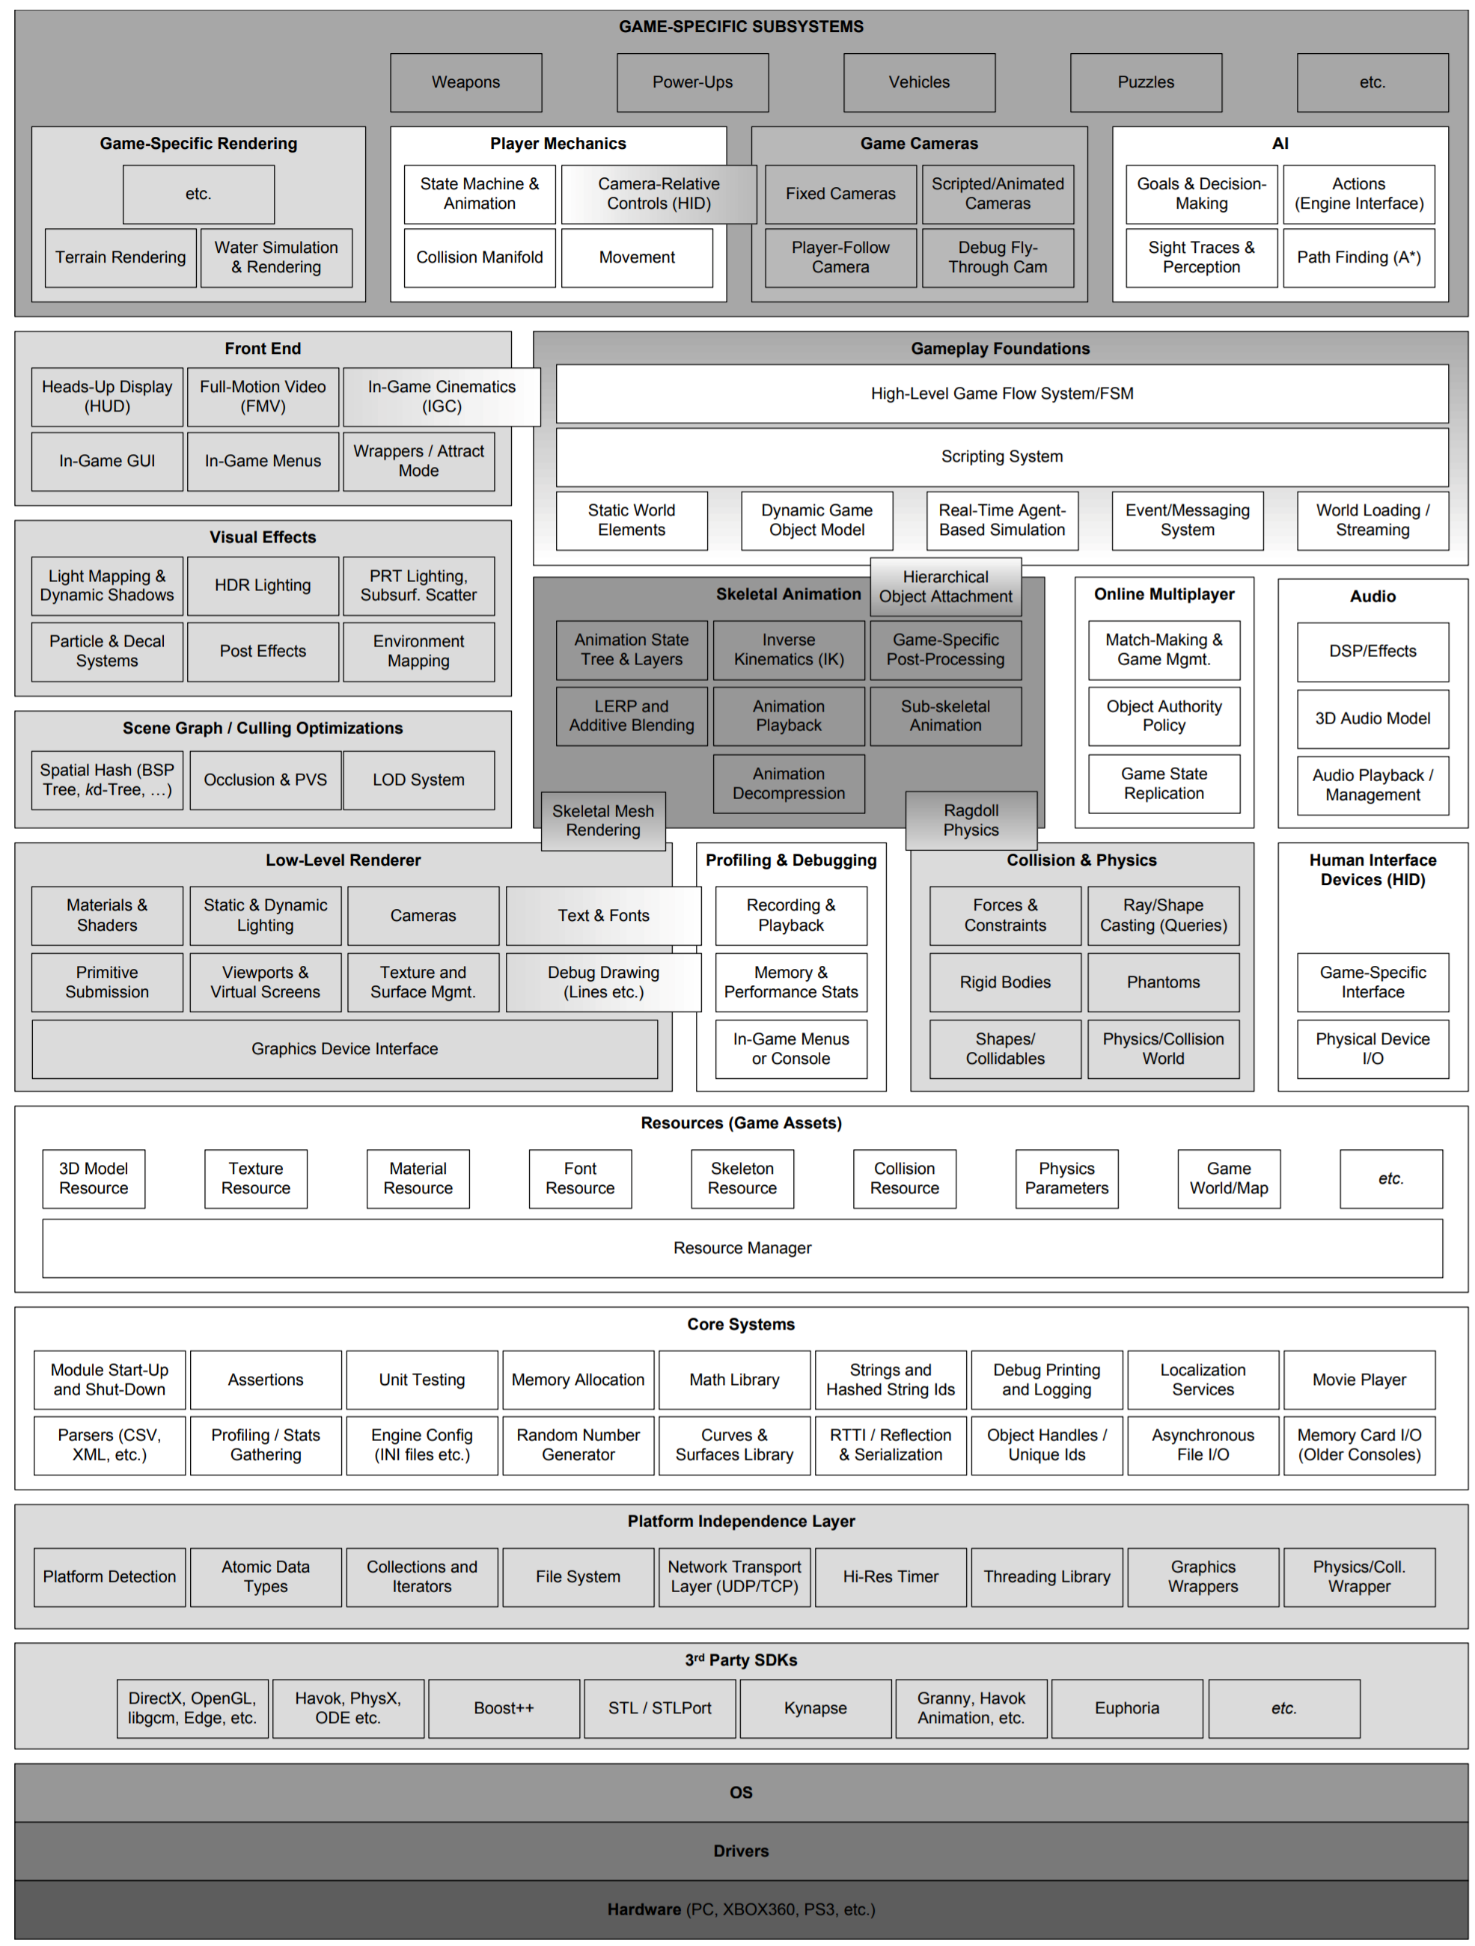 GAME-SPECIFIC SUBSYSTEMS
Weapons
Power-Ups
Vehicles
Puzzles
etc.
Game-Specific Rendering
etc.
Terrain Rendering
Water Simulation
& Rendering
Player Mechanics
State Machine &
Animation
Camera-Relative
Controls (HID)
Collision Manifold
Movement
Game Cameras
Fixed Cameras
Scripted/Animated
Cameras
Player-Follow
Camera
Debug Fly-
Through Cam
AI
Goals & Decision-
Making
Actions
(Engine Interface)
Sight Traces &
Perception
Path Finding (A*)
Front End
Heads-Up Display
(HUD)
Full-Motion Video
(FMV)
In-Game Cinematics
(IGC)
In-Game GUI
In-Game Menus
Wrappers / Attract
Mode
Gameplay Foundations
High-Level Game Flow System/FSM
Scripting System
Static World
Elements
Dynamic Game
Object Model
Real-Time Agent-
Based Simulation
Event/Messaging
System
World Loading /
Streaming
Visual Effects
Light Mapping &
Dynamic Shadows
HDR Lighting
PRT Lighting,
Subsurf. Scatter
Particle & Decal
Systems
Post Effects
Environment
Mapping
Skeletal Animation
Hierarchical
Object Attachment
Animation State
Tree & Layers
Inverse
Kinematics (IK)
Game-Specific
Post-Processing
LERP and
Additive Blending
Animation
Playback
Sub-skeletal
Animation
Animation
Decompression
Online Multiplayer
Match-Making &
Game Mgmt.
Object Authority
Policy
Game State
Replication
Audio
DSP/Effects
3D Audio Model
Audio Playback /
Management
Scene Graph / Culling Optimizations
Spatial Hash (BSP
Tree, kd-Tree, …)
Occlusion & PVS
LOD System
Skeletal Mesh
Rendering
Ragdoll
Physics
Low-Level Renderer
Materials &
Shaders
Static & Dynamic
Lighting
Cameras
Text & Fonts
Primitive
Submission
Viewports &
Virtual Screens
Texture and
Surface Mgmt.
Debug Drawing
(Lines etc.)
Graphics Device Interface
Profiling & Debugging
Recording &
Playback
Memory &
Performance Stats
In-Game Menus
or Console
Collision & Physics
Forces &
Constraints
Ray/Shape
Casting (Queries)
Rigid Bodies
Phantoms
Shapes/
Collidables
Physics/Collision
World
Human Interface
Devices (HID)
Game-Specific
Interface
Physical Device
I/O
Resources (Game Assets)
3D Model
Resource
Texture
Resource
Material
Resource
Font
Resource
Skeleton
Resource
Collision
Resource
Physics
Parameters
Game
World/Map
etc.
Resource Manager
Core Systems
Module Start-Up
and Shut-Down
Assertions
Unit Testing
Memory Allocation
Math Library
Strings and
Hashed String Ids
Debug Printing
and Logging
Localization
Services
Movie Player
Parsers (CSV,
XML, etc.)
Profiling / Stats
Gathering
Engine Config
(INI files etc.)
Random Number
Generator
Curves &
Surfaces Library
RTTI / Reflection
& Serialization
Object Handles /
Unique Ids
Asynchronous
File I/O
Memory Card I/O
(Older Consoles)
Platform Independence Layer
Platform Detection
Atomic Data
Types
Collections and
Iterators
File System
Network Transport
Layer (UDP/TCP)
Hi-Res Timer
Threading Library
Graphics
Wrappers
Physics/Coll.
Wrapper
3rd Party SDKs
DirectX, OpenGL,
libgcm, Edge, etc.
Havok, PhysX,
ODE etc.
Boost++
STL / STLPort
Kynapse
Granny, Havok
Animation, etc.
Euphoria
etc.
OS
Drivers
Hardware (PC, XBOX360, PS3, etc.)